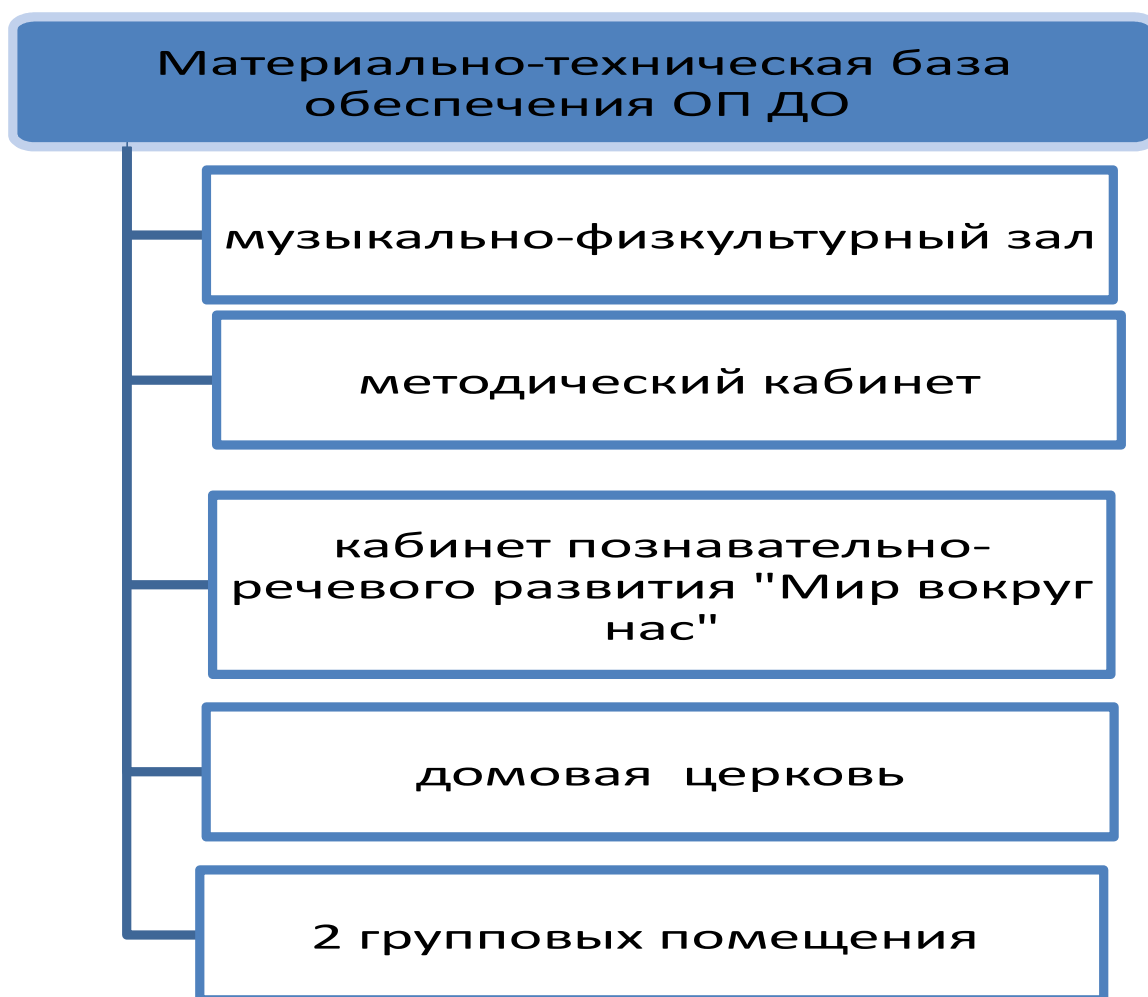 Материально-техническая база
обеспечения ОП ДО
музыкально-физкультурный зал
методический кабинет
кабинет познавательно-
речевого развития "Мир вокруг
нас"
домовая  церковь
2 групповых помещения